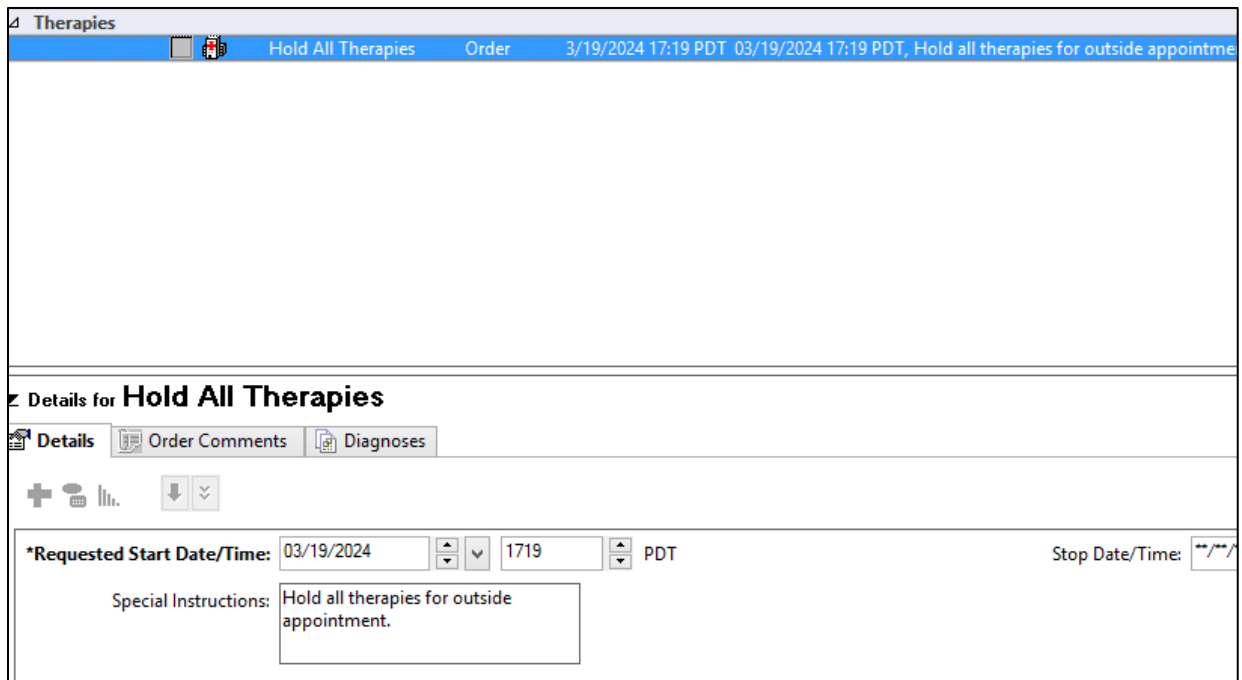 Therapies
Hold All Therapies Order 3/19/2024 17:19 PDT 03/19/2024 17:19 PDT, Hold all therapies for outside
Details for Hold All Therapies
Details Order Comments Diagnoses
*Requested Start Date/Time: 03/19/2024 1719 PDT Stop Date/Time: **/**/
Special Instructions: Hold all therapies for outside
appointment.